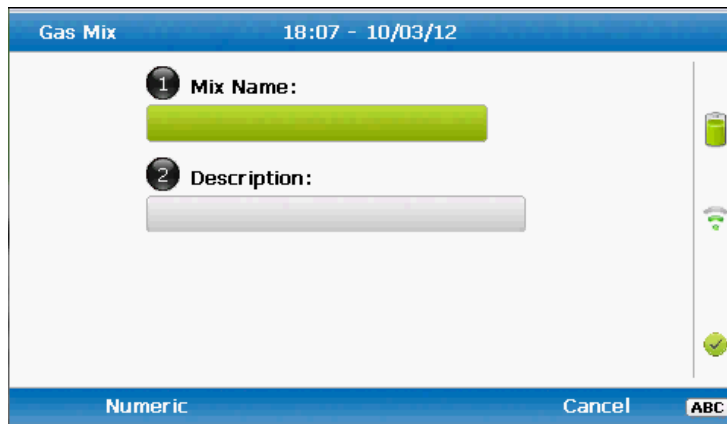 Gas Mix 18:07 - 10/03/12
1 Mix Name:
2 Description:
Numeric Cancel ABC